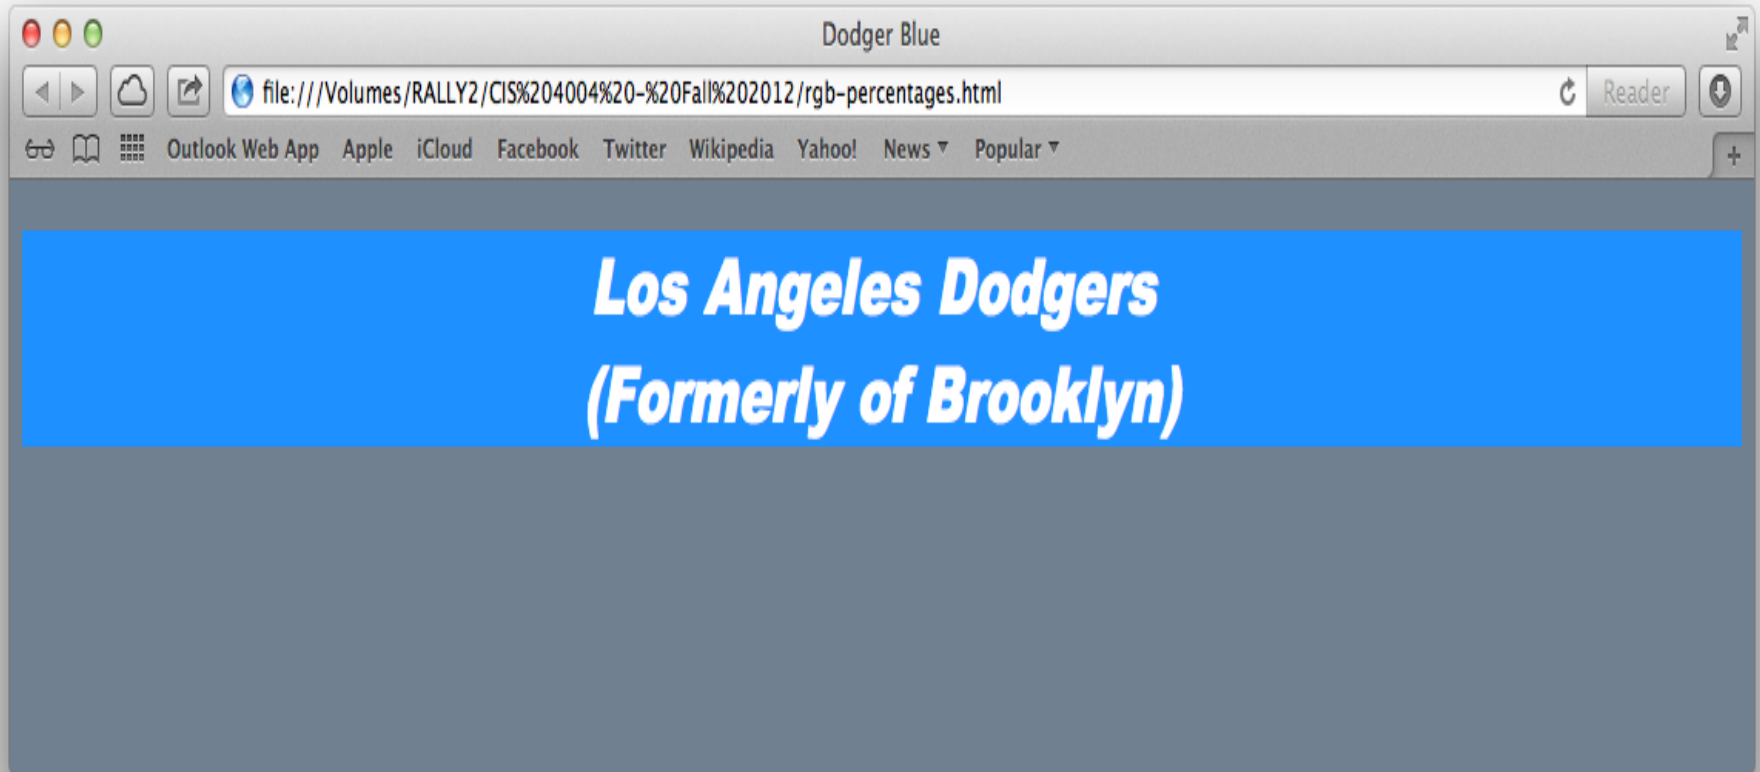 Dodger Blue
file:///Volumes/RALLY2/CIS%204004%20-%20Fall%202012/rgb-percentages.html
Reader
Outlook Web App Apple iCloud Facebook Twitter Wikipedia Yahoo! News ▼ Popular ▼
Los Angeles Dodgers
(Formerly of Brooklyn)